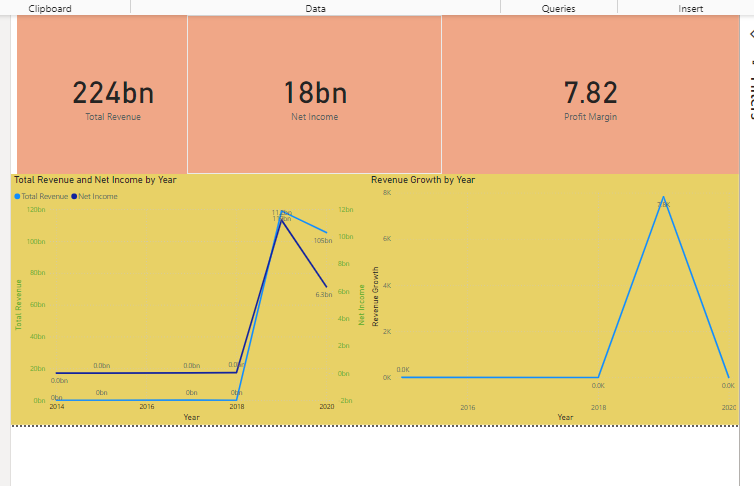 Clipboard
Data
Queries
Insert
224bn
Total Revenue
18bn
Net Income
7.82
Profit Margin
Total Revenue and Net Income by Year
Total Revenue
Net Income
120bn
100bn
80bn
60bn
40bn
20bn
0bn
Total Revenue
12bn
10bn
8bn
6bn
4bn
2bn
0bn
-2bn
Net Income
105bn
6.3bn
0.0bn
0.0bn
0.0bn
0.0bn
0bn
0bn
0bn
0bn
2014
2016
2018
2020
Year
Revenue Growth by Year
8K
6K
4K
2K
0K
Revenue Growth
0.0K
7.8K
0.0K
0.0K
2016
2018
2020
Year